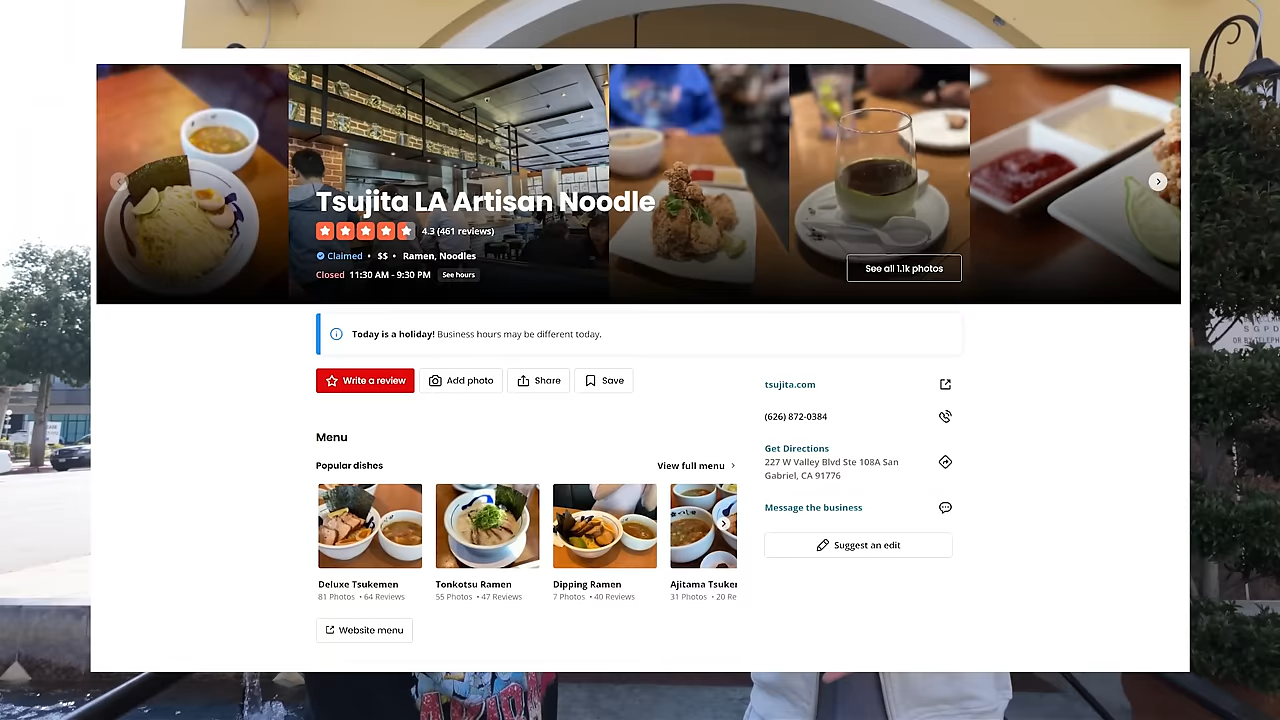 Tsujita LA Artisan Noodle
4.3 (461 reviews)
Claimed • $$ • Ramen, Noodles
Closed 11:30 AM - 9:30 PM See hours
See all 1.1k photos
Today is a holiday! Business hours may be different today.
Write a review
Add photo
Share
Save
tsujita.com
(626) 872-0384
Get Directions
227 W Valley Blvd Ste 108A San
Gabriel, CA 91776
Message the business
Suggest an edit
Menu
Popular dishes
View full menu
Deluxe Tsukemen
81 Photos • 64 Reviews
Tonkotsu Ramen
55 Photos • 47 Reviews
Dipping Ramen
7 Photos • 40 Reviews
Ajitama Tsuker
31 Photos • 20 Re
Website menu
SGPD